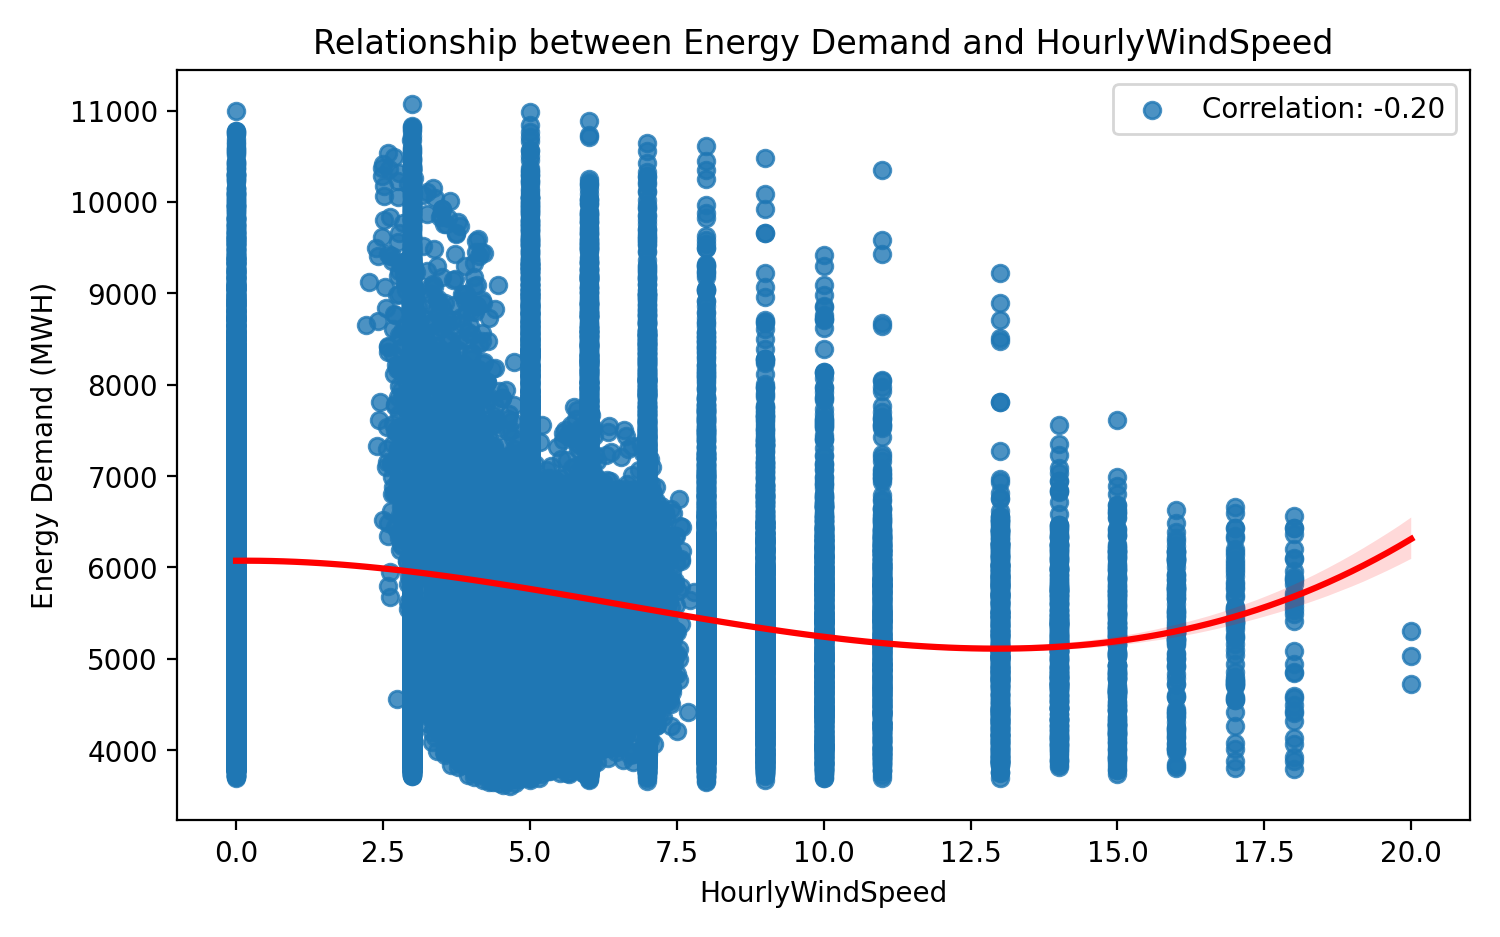 Relationship between Energy Demand and HourlyWindSpeed
Correlation: -0.20
11000
10000
9000
8000
7000
6000
5000
4000
Energy Demand (MWH)
0.0 2.5 5.0 7.5 10.0 12.5 15.0 17.5 20.0
HourlyWindSpeed